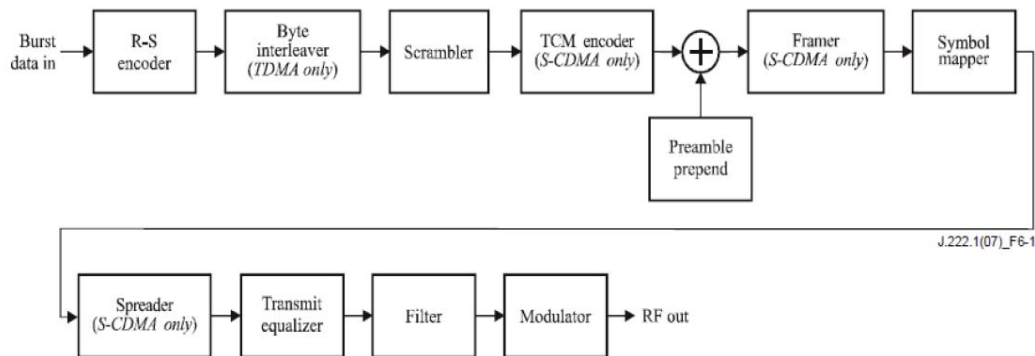 Burst
data in
R-S
encoder
Byte
interleaver
(TDMA only)
Scrambler
TCM encoder
(S-CDMA only)
Framer
(S-CDMA only)
Symbol
mapper
Preamble
prepend
J.222.1(07)_F6-1
Spreader
(S-CDMA only)
Transmit
equalizer
Filter
Modulator
RF out